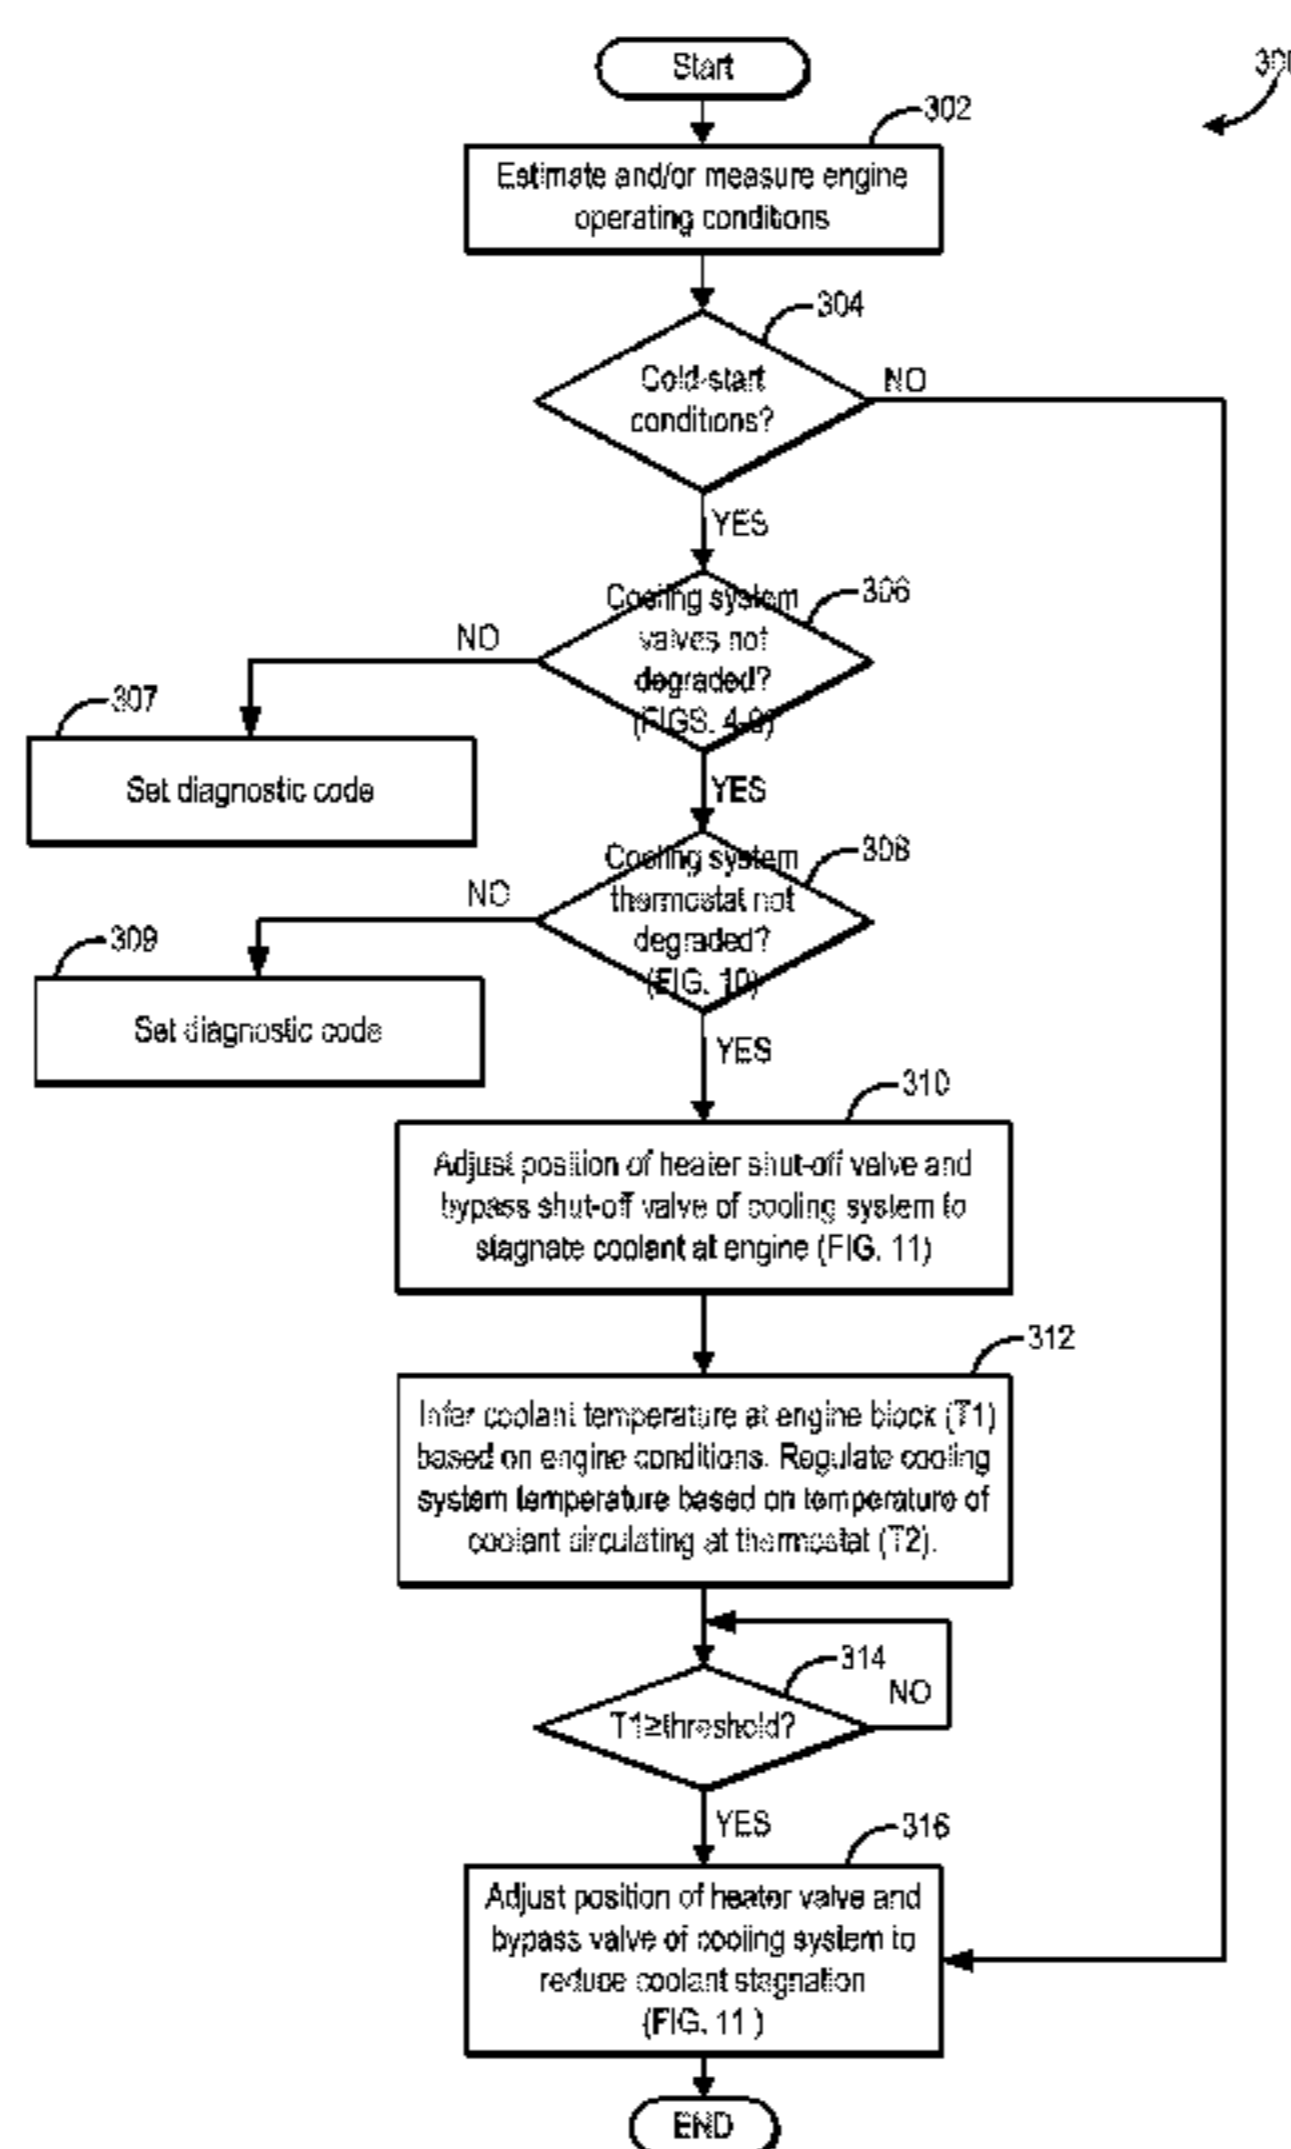 Start
300
302
Estimate and/or measure engine
operating conditions
304
Cold-start
conditions?
NO
YES
306
Cooling system
valves not
degraded?
(FIGS. 4-9)
NO
307
Set diagnostic code
YES
308
Cooling system
thermostat not
degraded?
(FIG. 10)
NO
309
Set diagnostic code
YES
310
Adjust position of heater shut-off valve and
bypass shut-off valve of cooling system to
stagnate coolant at engine (FIG. 11)
312
Infer coolant temperature at engine block (T1)
based on engine conditions. Regulate cooling
system temperature based on temperature of
coolant circulating at thermostat (T2).
314
NO
T1≥threshold?
YES
316
Adjust position of heater valve and
bypass valve of cooling system to
reduce coolant stagnation
(FIG. 11 )
END